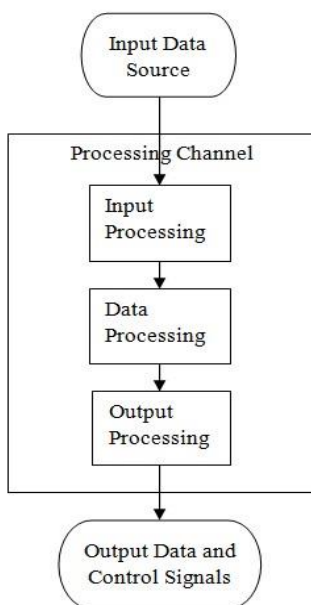 Input Data
Source
Processing Channel
Input
Processing
Data
Processing
Output
Processing
Output Data and
Control Signals